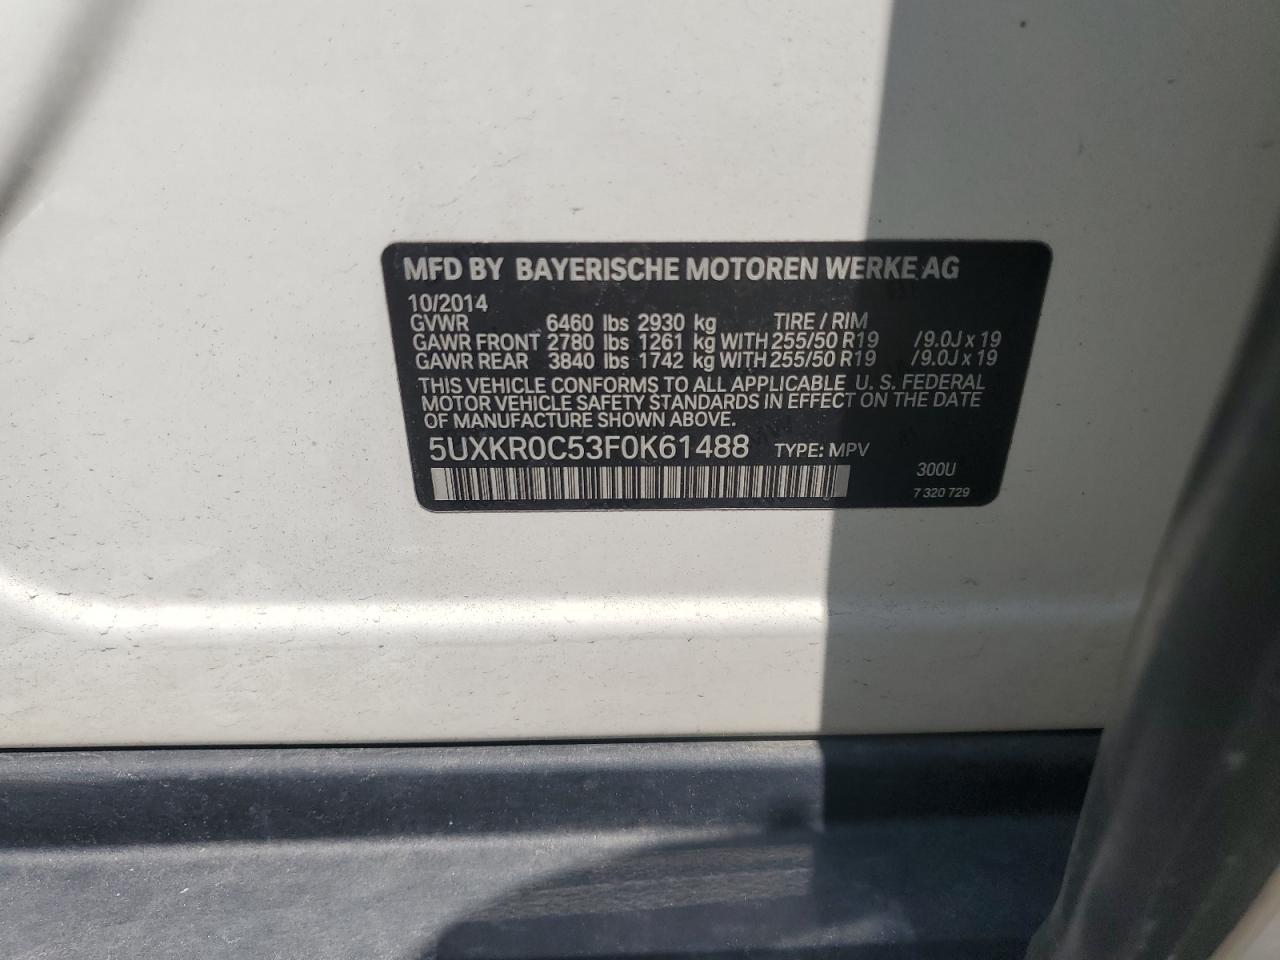 MFD BY BAYERISCHE MOTOREN WERKE AG
10/2014
GVWR 6460 lbs 2930 kg TIRE / RIM
GAWR FRONT 2780 lbs 1261 kg WITH 255/50 R19 /9.0J x 19
GAWR REAR 3840 lbs 1742 kg WITH 255/50 R19 /9.0J x 19
THIS VEHICLE CONFORMS TO ALL APPLICABLE U. S. FEDERAL
MOTOR VEHICLE SAFETY STANDARDS IN EFFECT ON THE DATE
OF MANUFACTURE SHOWN ABOVE.
5UXKR0C53F0K61488 TYPE: MPV
300U
7 320 729